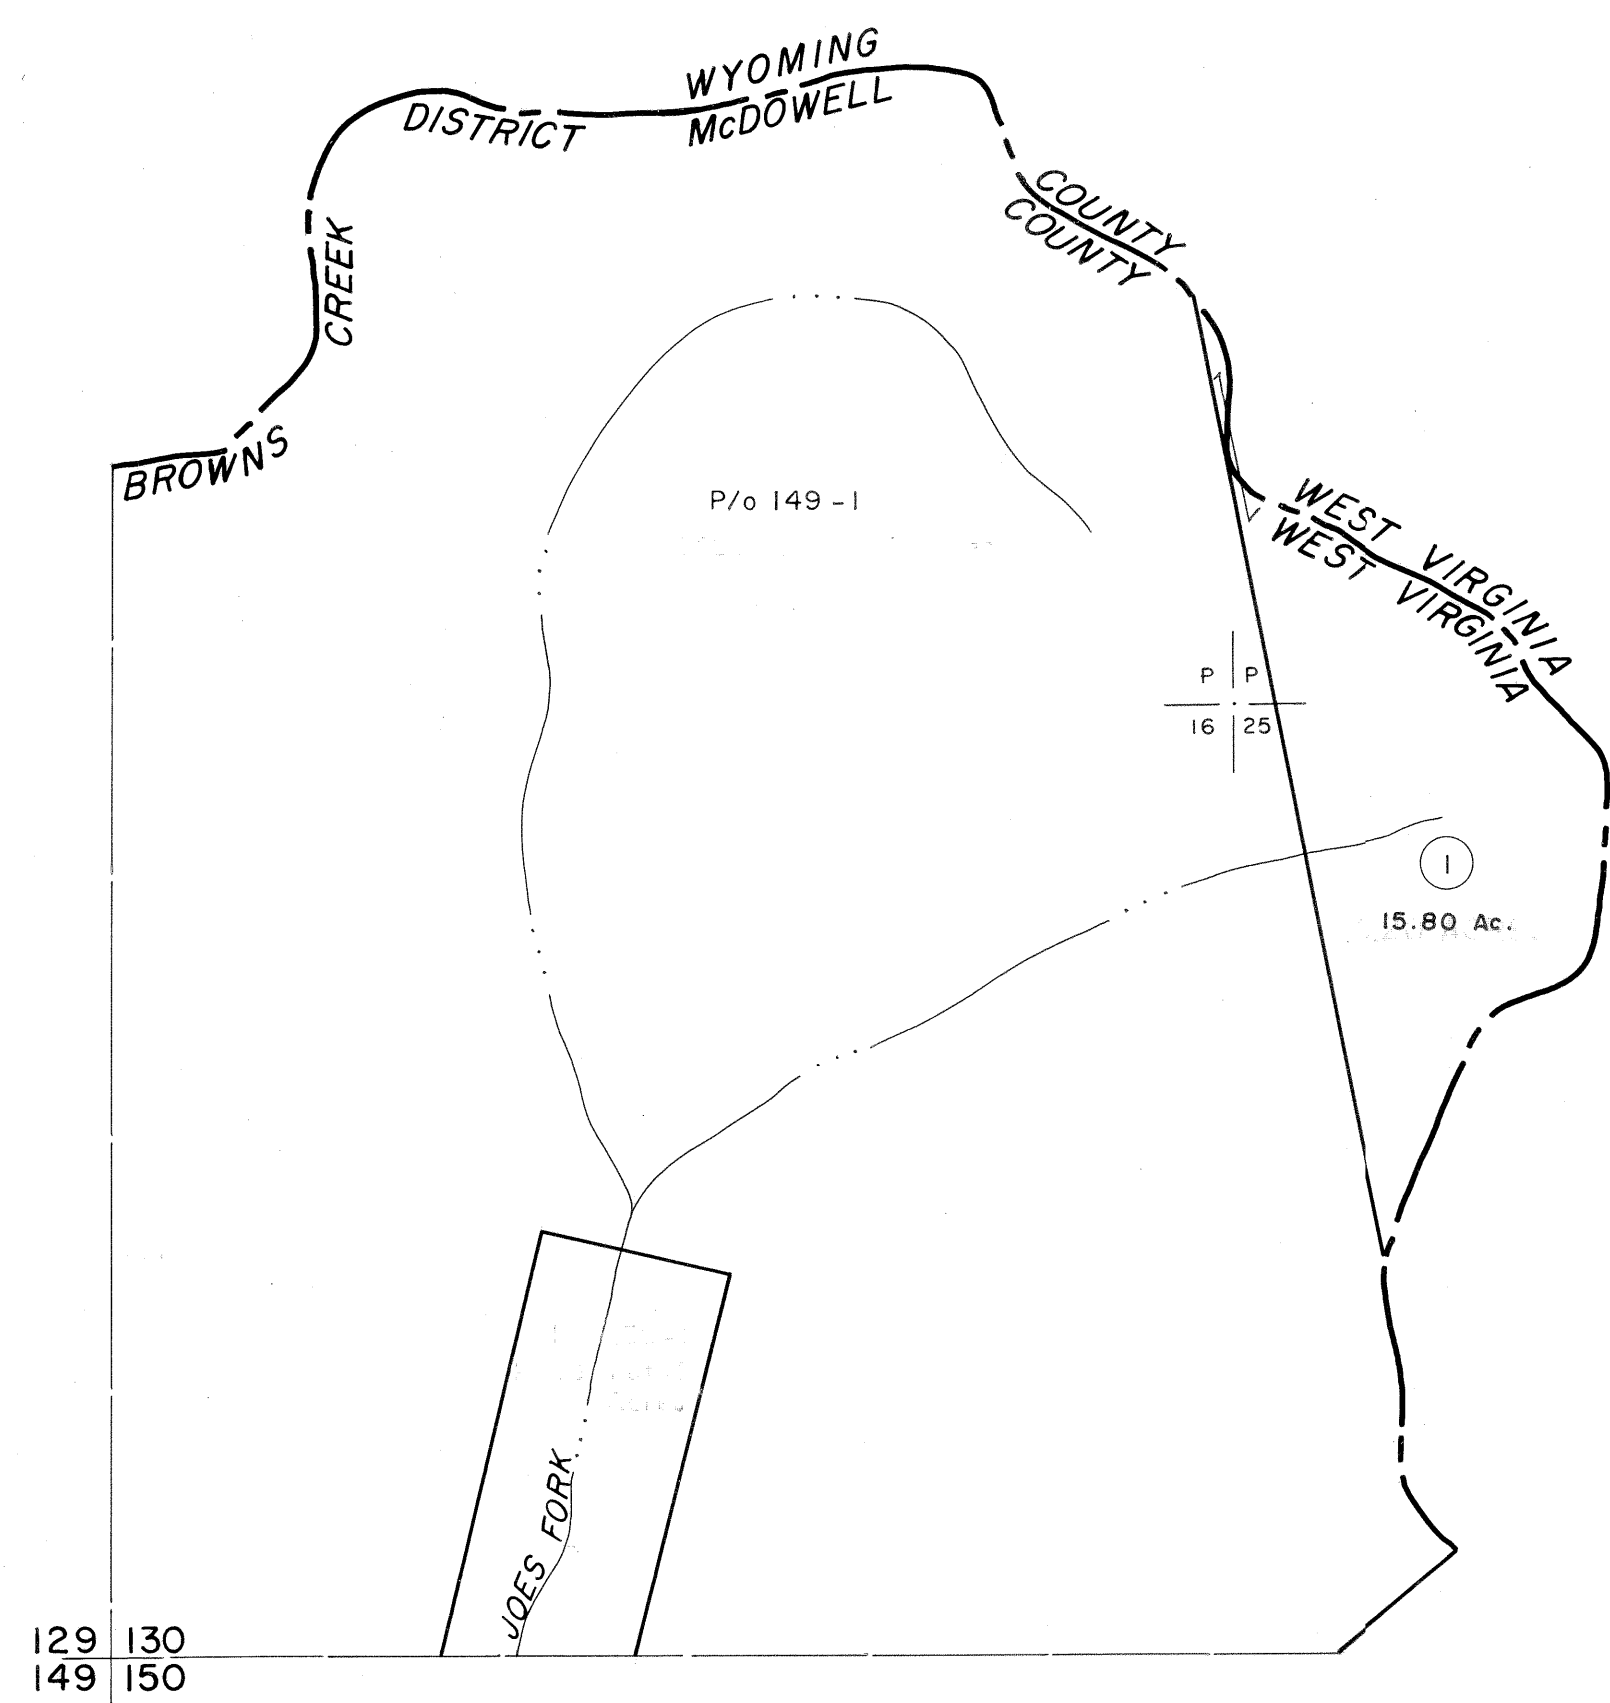 WYOMING
McDOWELL
DISTRICT
CREEK
BROWNS
COUNTY
COUNTY
WEST VIRGINIA
WEST VIRGINIA
P/o 149-1
P P
16 25
1
15.80 Ac.
JOES FORK
129 130
149 150